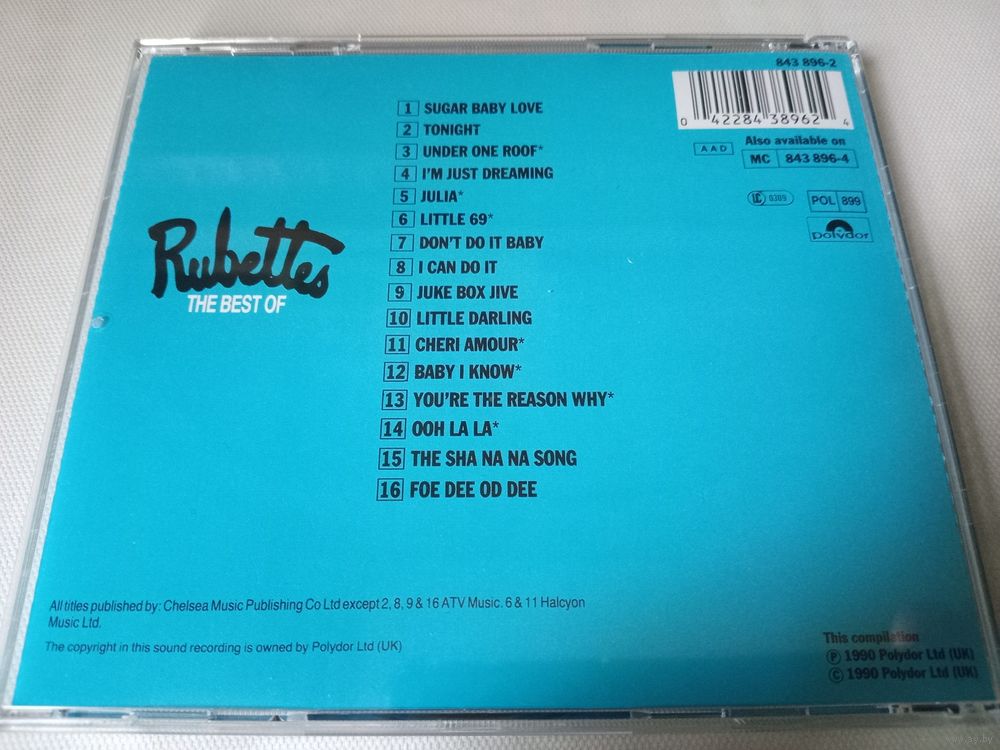 843 896-2
0 42284 38962 4
Also available on
AAD
MC 843 896-4
LC 0309
POL 899
polydor
Rubettes
THE BEST OF
1 SUGAR BABY LOVE
2 TONIGHT
3 UNDER ONE ROOF*
4 I'M JUST DREAMING
5 JULIA*
6 LITTLE 69*
7 DON'T DO IT BABY
8 I CAN DO IT
9 JUKE BOX JIVE
10 LITTLE DARLING
11 CHERI AMOUR*
12 BABY I KNOW*
13 YOU'RE THE REASON WHY*
14 OOH LA LA*
15 THE SHA NA NA SONG
16 FOE DEE OD DEE
All titles published by: Chelsea Music Publishing Co Ltd except 2, 8, 9 & 16 ATV Music. 6 & 11 Halcyon
Music Ltd.
The copyright in this sound recording is owned by Polydor Ltd (UK)
This compilation
℗ 1990 Polydor Ltd (UK)
© 1990 Polydor Ltd (UK)